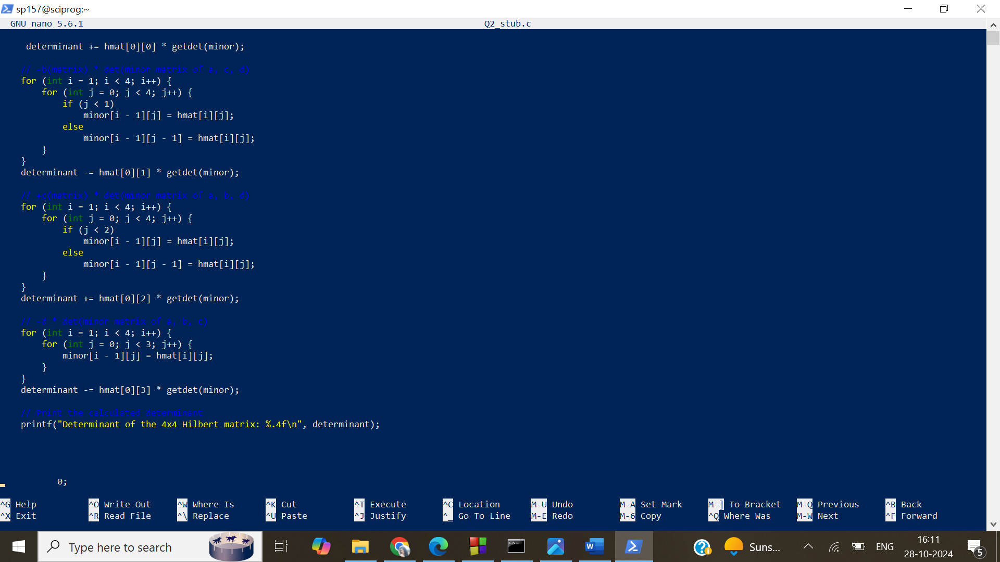 sp157@sciprog:~
GNU nano 5.6.1 Q2_stub.c
determinant += hmat[0][0] * getdet(minor);
// -b(matrix) * det(minor matrix of a, c, d)
for (int i = 1; i < 4; i++) {
for (int j = 0; j < 4; j++) {
if (j < 1)
minor[i - 1][j] = hmat[i][j];
else
minor[i - 1][j - 1] = hmat[i][j];
}
}
determinant -= hmat[0][1] * getdet(minor);
// +c(matrix) * det(minor matrix of a, b, d)
for (int i = 1; i < 4; i++) {
for (int j = 0; j < 4; j++) {
if (j < 2)
minor[i - 1][j] = hmat[i][j];
else
minor[i - 1][j - 1] = hmat[i][j];
}
}
determinant += hmat[0][2] * getdet(minor);
// -d * det(minor matrix of a, b, c)
for (int i = 1; i < 4; i++) {
for (int j = 0; j < 3; j++) {
minor[i - 1][j] = hmat[i][j];
}
}
determinant -= hmat[0][3] * getdet(minor);
// Print the calculated determinant
printf("Determinant of the 4x4 Hilbert matrix: %.4f\n", determinant);
0;
^G Help ^O Write Out ^W Where Is ^K Cut ^T Execute ^C Location M-U Undo M-A Set Mark M-] To Bracket M-Q Previous ^B Back
^X Exit ^R Read File ^\ Replace ^U Paste ^J Justify ^_ Go To Line M-E Redo M-6 Copy ^Q Where Was M-W Next ^F Forward
Type here to search
Suns...
ENG
16:11
28-10-2024
5